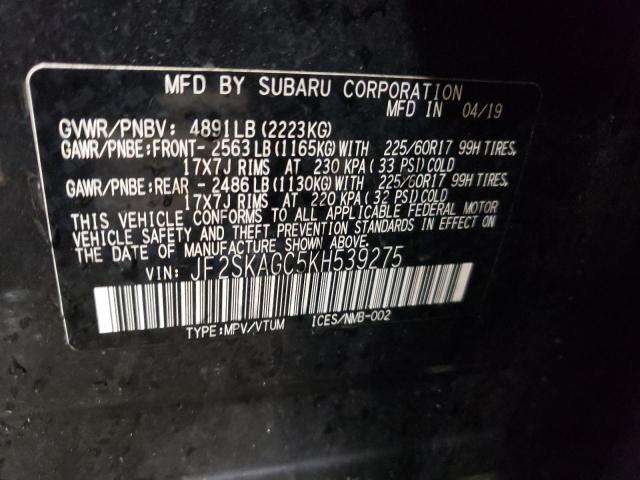 MFD BY SUBARU CORPORATION
MFD IN 04/19
GVWR/PNBV: 4891LB(2223KG)
GAWR/PNBE:FRONT- 2563LB(1165KG)WITH 225/60R17 99H TIRES,
17X7J RIMS AT 230 KPA(33 PSI)COLD
GAWR/PNBE:REAR - 2486LB(1130KG)WITH 225/60R17 99H TIRES,
17X7J RIMS AT 220 KPA(32 PSI)COLD
THIS VEHICLE CONFORMS TO ALL APPLICABLE FEDERAL MOTOR
VEHICLE SAFETY AND THEFT PREVENTION STANDARDS IN EFFECT ON
THE DATE OF MANUFACTURE SHOWN ABOVE.
VIN: JF2SKAGC5KH539275
TYPE:MPV/VTUM ICES/NMB-002